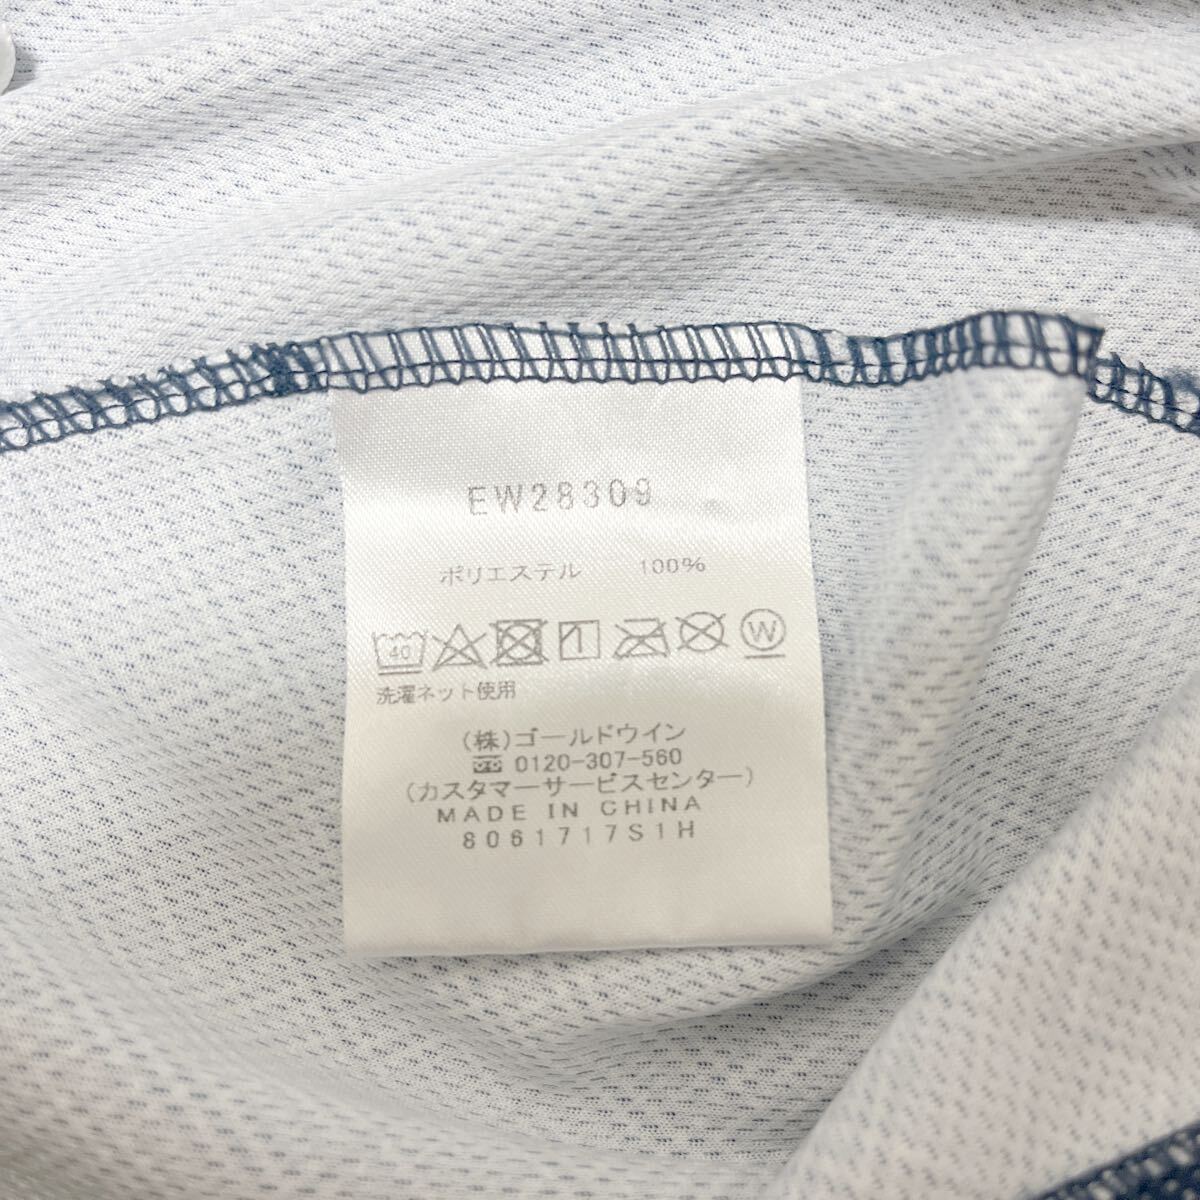 EW28309
ポリエステル 100%
40 W
洗濯ネット使用
(株)ゴールドウイン
0120-307-560
(カスタマーサービスセンター)
MADE IN CHINA
8061717S1H